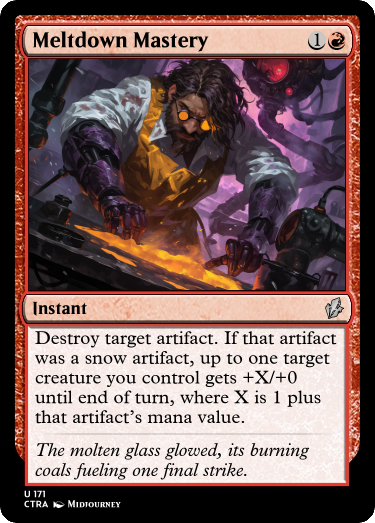 Meltdown Mastery 1
Instant
Destroy target artifact. If that artifact
was a snow artifact, up to one target
creature you control gets +X/+0
until end of turn, where X is 1 plus
that artifact's mana value.
The molten glass glowed, its burning
coals fueling one final strike.
U 171
CTRA Midjourney